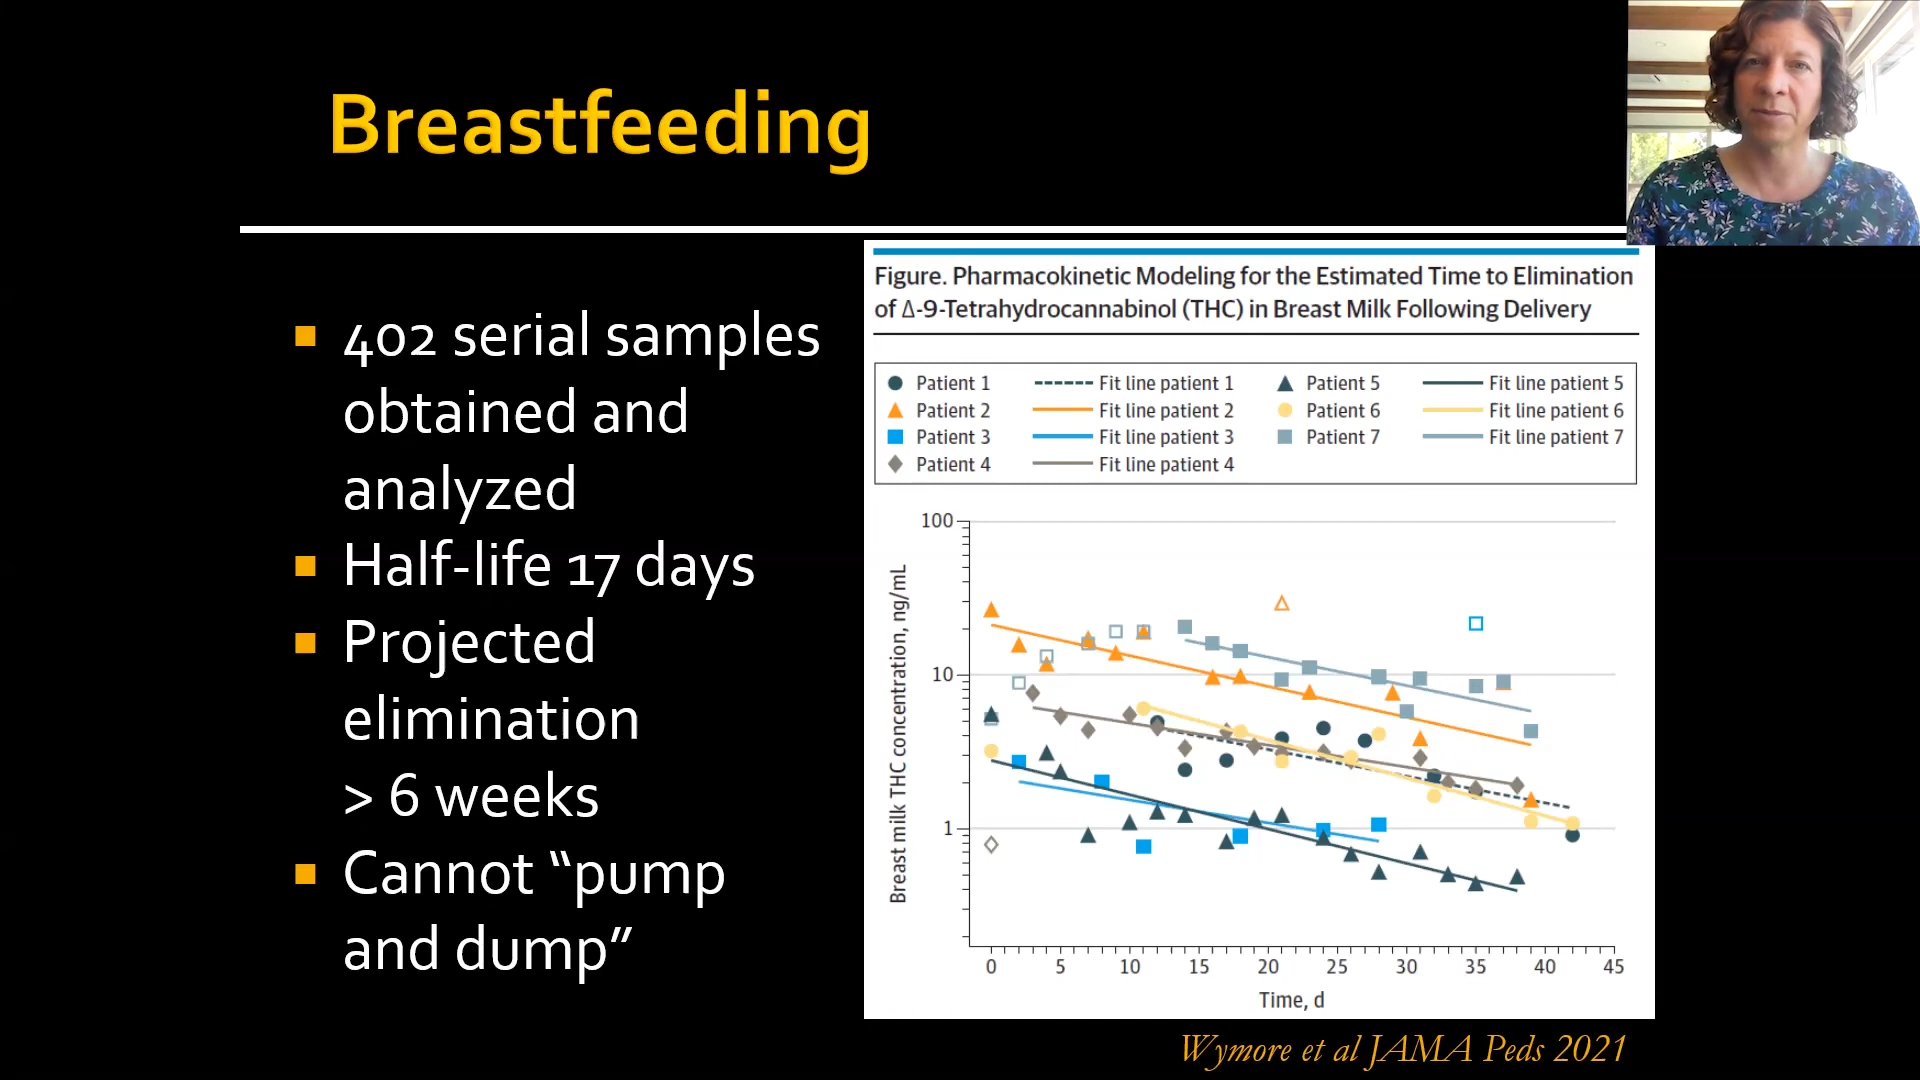 Breastfeeding
402 serial samples
obtained and
analyzed
Half-life 17 days
Projected
elimination
> 6 weeks
Cannot “pump
and dump”
Figure. Pharmacokinetic Modeling for the Estimated Time to Elimination
of Δ-9-Tetrahydrocannabinol (THC) in Breast Milk Following Delivery
Patient 1 Fit line patient 1 Patient 5 Fit line patient 5
Patient 2 Fit line patient 2 Patient 6 Fit line patient 6
Patient 3 Fit line patient 3 Patient 7 Fit line patient 7
Patient 4 Fit line patient 4
Breast milk THC concentration, ng/mL
100
10
1
0 5 10 15 20 25 30 35 40 45
Time, d
Wymore et al JAMA Peds 2021